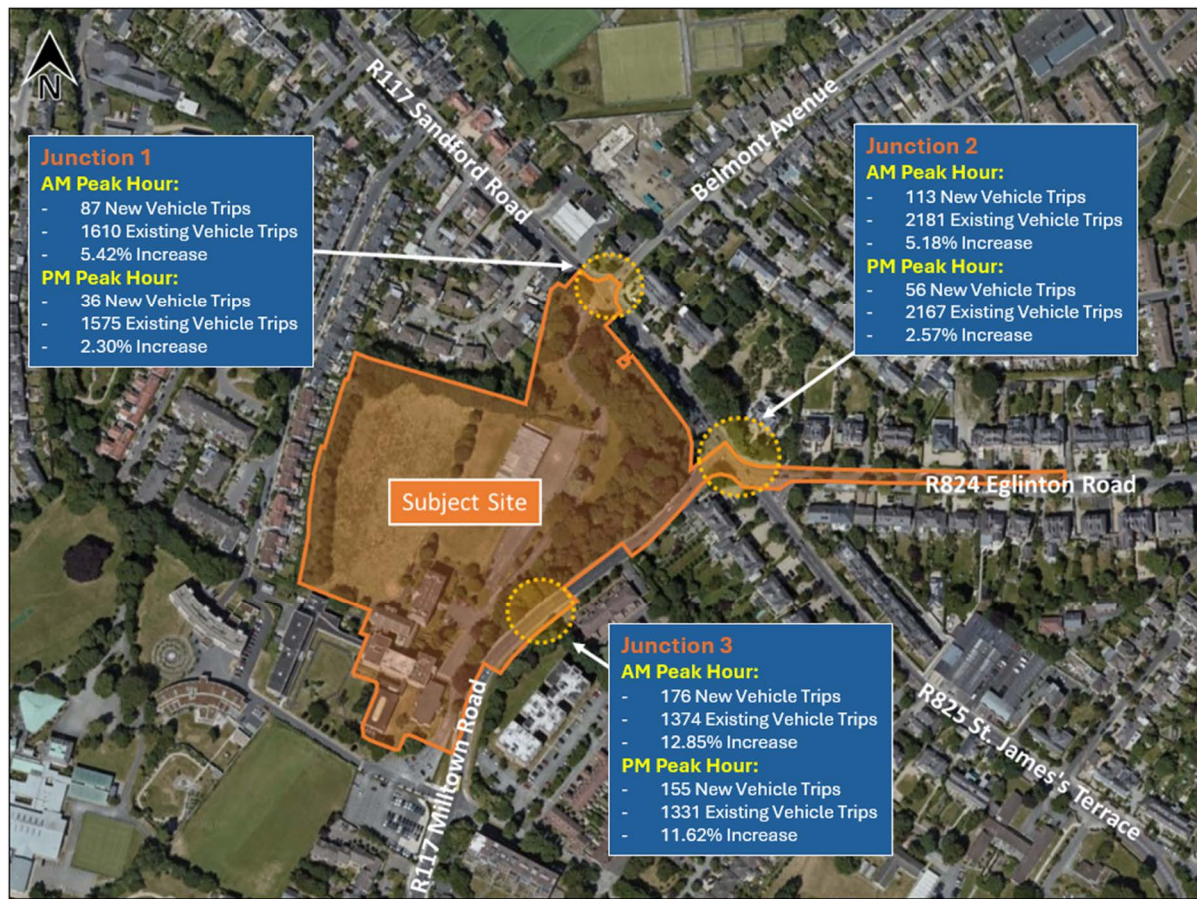 N
R117 Sandford Road
Belmont Avenue
Junction 1
AM Peak Hour:
- 87 New Vehicle Trips
- 1610 Existing Vehicle Trips
- 5.42% Increase
PM Peak Hour:
- 36 New Vehicle Trips
- 1575 Existing Vehicle Trips
- 2.30% Increase
Junction 2
AM Peak Hour:
- 113 New Vehicle Trips
- 2181 Existing Vehicle Trips
- 5.18% Increase
PM Peak Hour:
- 56 New Vehicle Trips
- 2167 Existing Vehicle Trips
- 2.57% Increase
Subject Site
R824 Eglinton Road
Junction 3
AM Peak Hour:
- 176 New Vehicle Trips
- 1374 Existing Vehicle Trips
- 12.85% Increase
PM Peak Hour:
- 155 New Vehicle Trips
- 1331 Existing Vehicle Trips
- 11.62% Increase
R117 Milltown Road
R825 St. James's Terrace